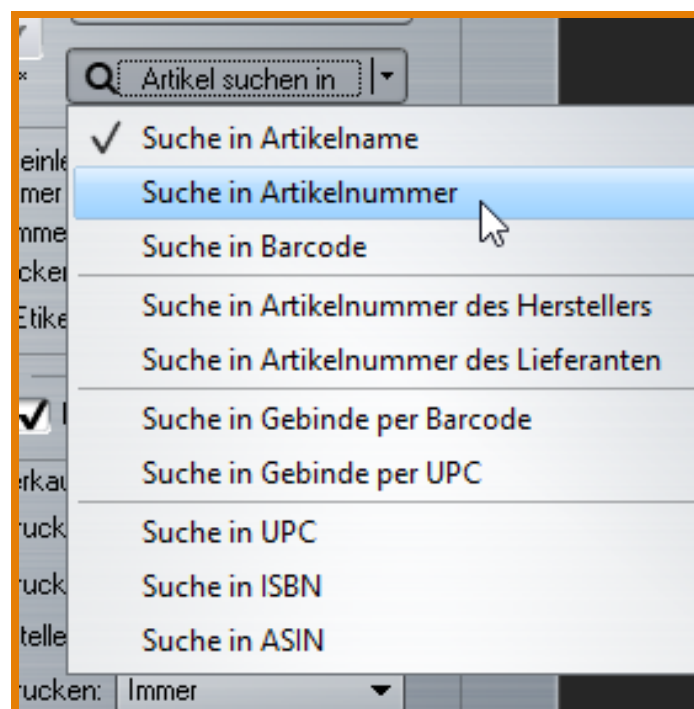 Artikel suchen in
Suche in Artikelname
Suche in Artikelnummer
Suche in Barcode
Suche in Artikelnummer des Herstellers
Suche in Artikelnummer des Lieferanten
Suche in Gebinde per Barcode
Suche in Gebinde per UPC
Suche in UPC
Suche in ISBN
Suche in ASIN
Immer